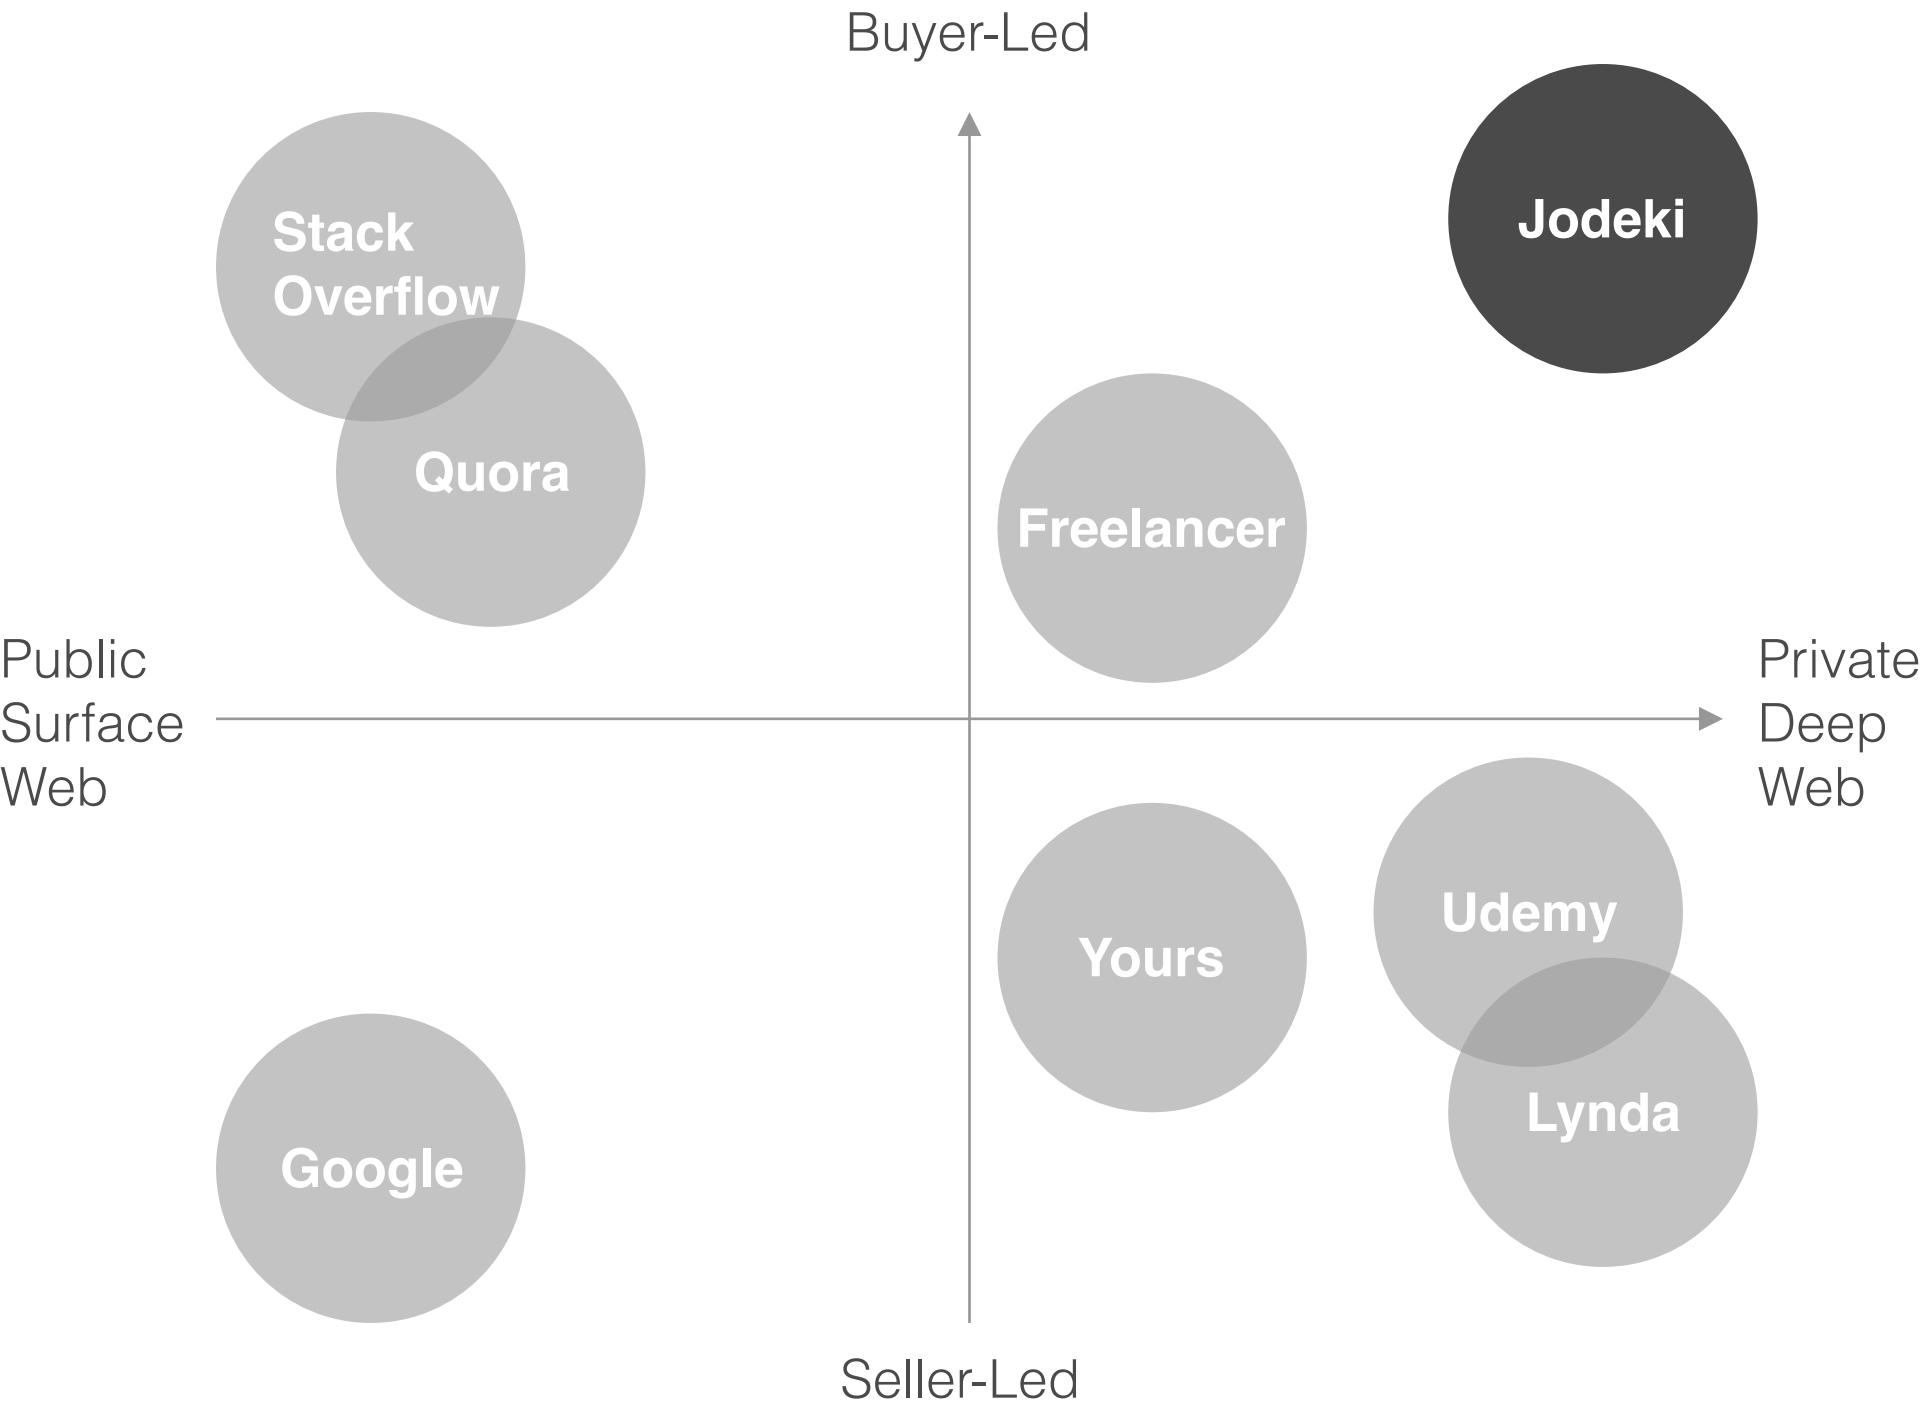 Buyer-Led
Stack
Overflow
Jodeki
Quora
Freelancer
Public
Surface
Web
Private
Deep
Web
Yours
Udemy
Lynda
Google
Seller-Led